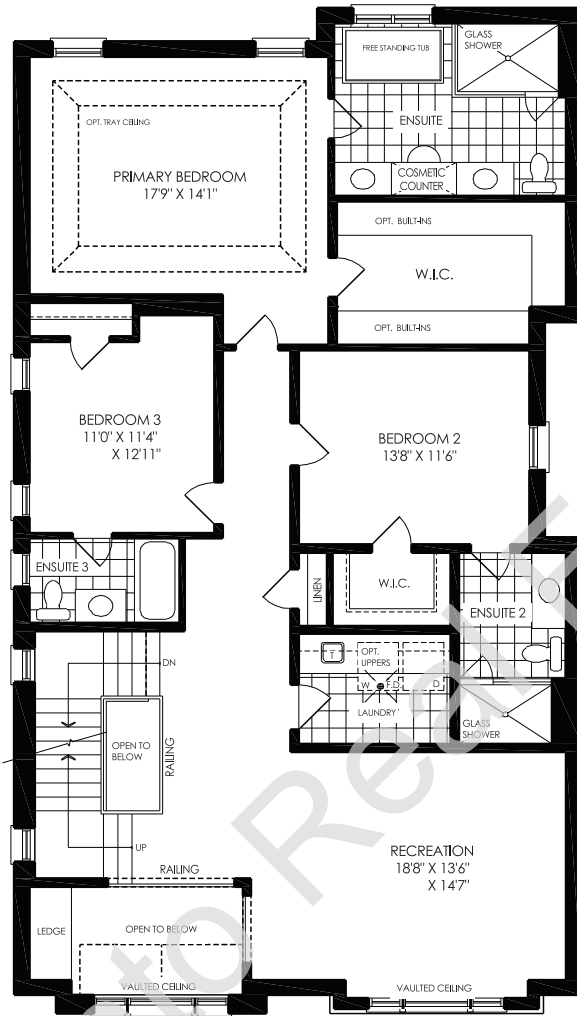 FREE STANDING TUB
GLASS
SHOWER
OPT. TRAY CEILING
ENSUITE
PRIMARY BEDROOM
17'9" X 14'1"
COSMETIC
COUNTER
OPT. BUILT-INS
W.I.C.
OPT. BUILT-INS
BEDROOM 3
11'0" X 11'4"
X 12'11"
BEDROOM 2
13'8" X 11'6"
ENSUITE 3
LINEN
W.I.C.
ENSUITE 2
T
OPT.
UPPERS
W F.D. D
LAUNDRY
GLASS
SHOWER
DN
OPEN TO
BELOW
RAILING
UP
RAILING
RECREATION
18'8" X 13'6"
X 14'7"
LEDGE
OPEN TO BELOW
VAULTED CEILING
VAULTED CEILING